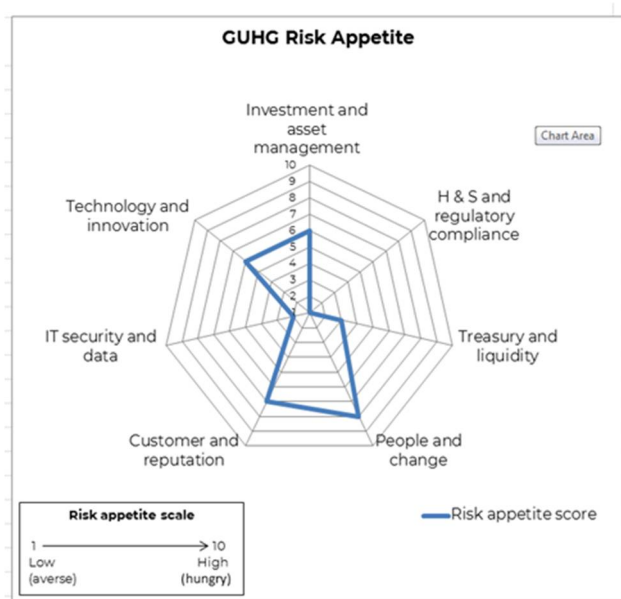 GUHG Risk Appetite
Chart Area
Investment and
asset
management
10
9
8
7
6
5
4
3
2
1
H & S and
regulatory
compliance
Treasury and
liquidity
People and
change
Customer and
reputation
IT security and
data
Technology and
innovation
Risk appetite score
Risk appetite scale
1 10
Low High
(averse) (hungry)